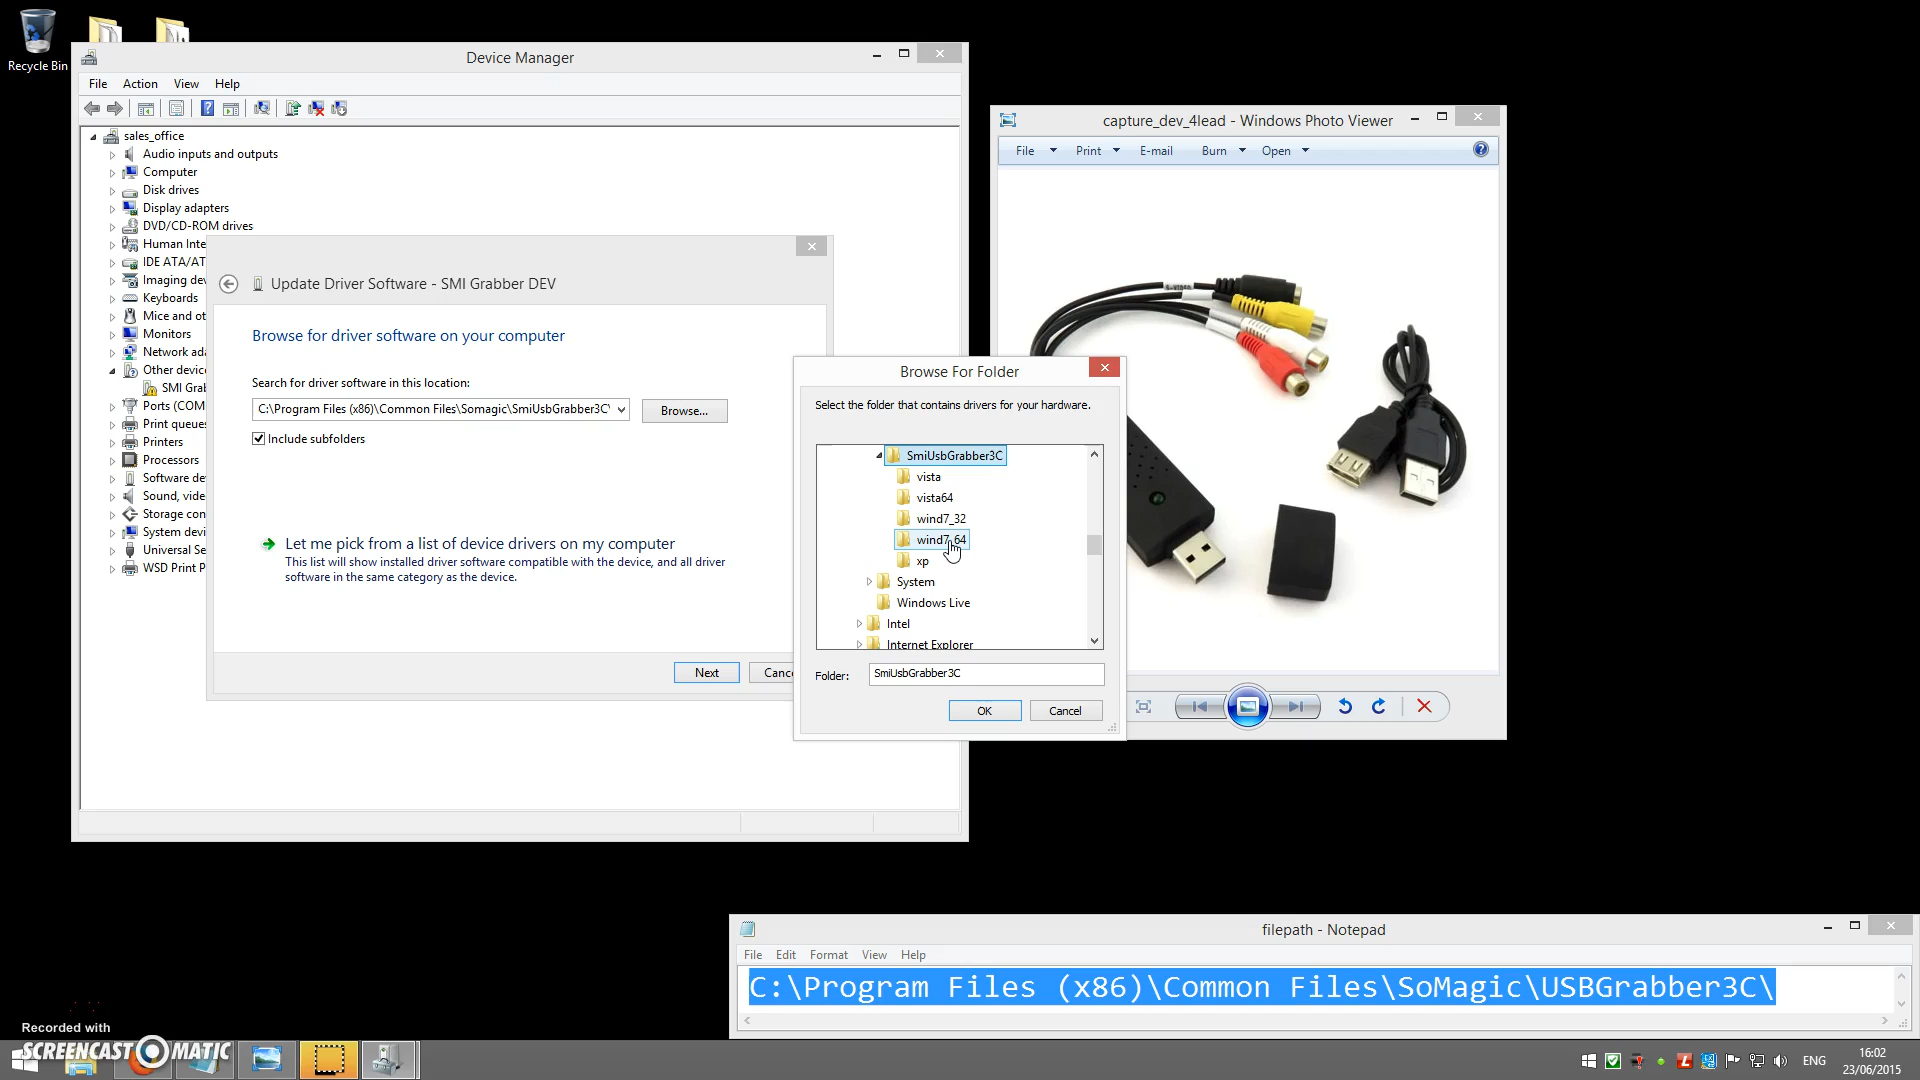 Recycle Bin
Device Manager
File Action View Help
sales_office
Audio inputs and outputs
Computer
Disk drives
Display adapters
DVD/CD-ROM drives
Human Inte
IDE ATA/AT
Imaging dev
Keyboards
Mice and ot
Monitors
Network ada
Other device
SMI Grab
Ports (COM
Print queues
Printers
Processors
Software de
Sound, vide
Storage con
System devi
Universal Se
WSD Print P
Update Driver Software - SMI Grabber DEV
Browse for driver software on your computer
Search for driver software in this location:
C:\Program Files (x86)\Common Files\Somagic\SmiUsbGrabber3C\
Browse...
Include subfolders
Let me pick from a list of device drivers on my computer
This list will show installed driver software compatible with the device, and all driver
software in the same category as the device.
Next
Canc
Browse For Folder
Select the folder that contains drivers for your hardware.
SmiUsbGrabber3C
vista
vista64
wind7_32
wind7_64
xp
System
Windows Live
Intel
Internet Explorer
Folder: SmiUsbGrabber3C
OK Cancel
capture_dev_4lead - Windows Photo Viewer
File Print E-mail Burn Open
S-VIDEO
filepath - Notepad
File Edit Format View Help
C:\Program Files (x86)\Common Files\SoMagic\USBGrabber3C\
Recorded with
SCREENCAST MATIC
ENG
16:02
23/06/2015